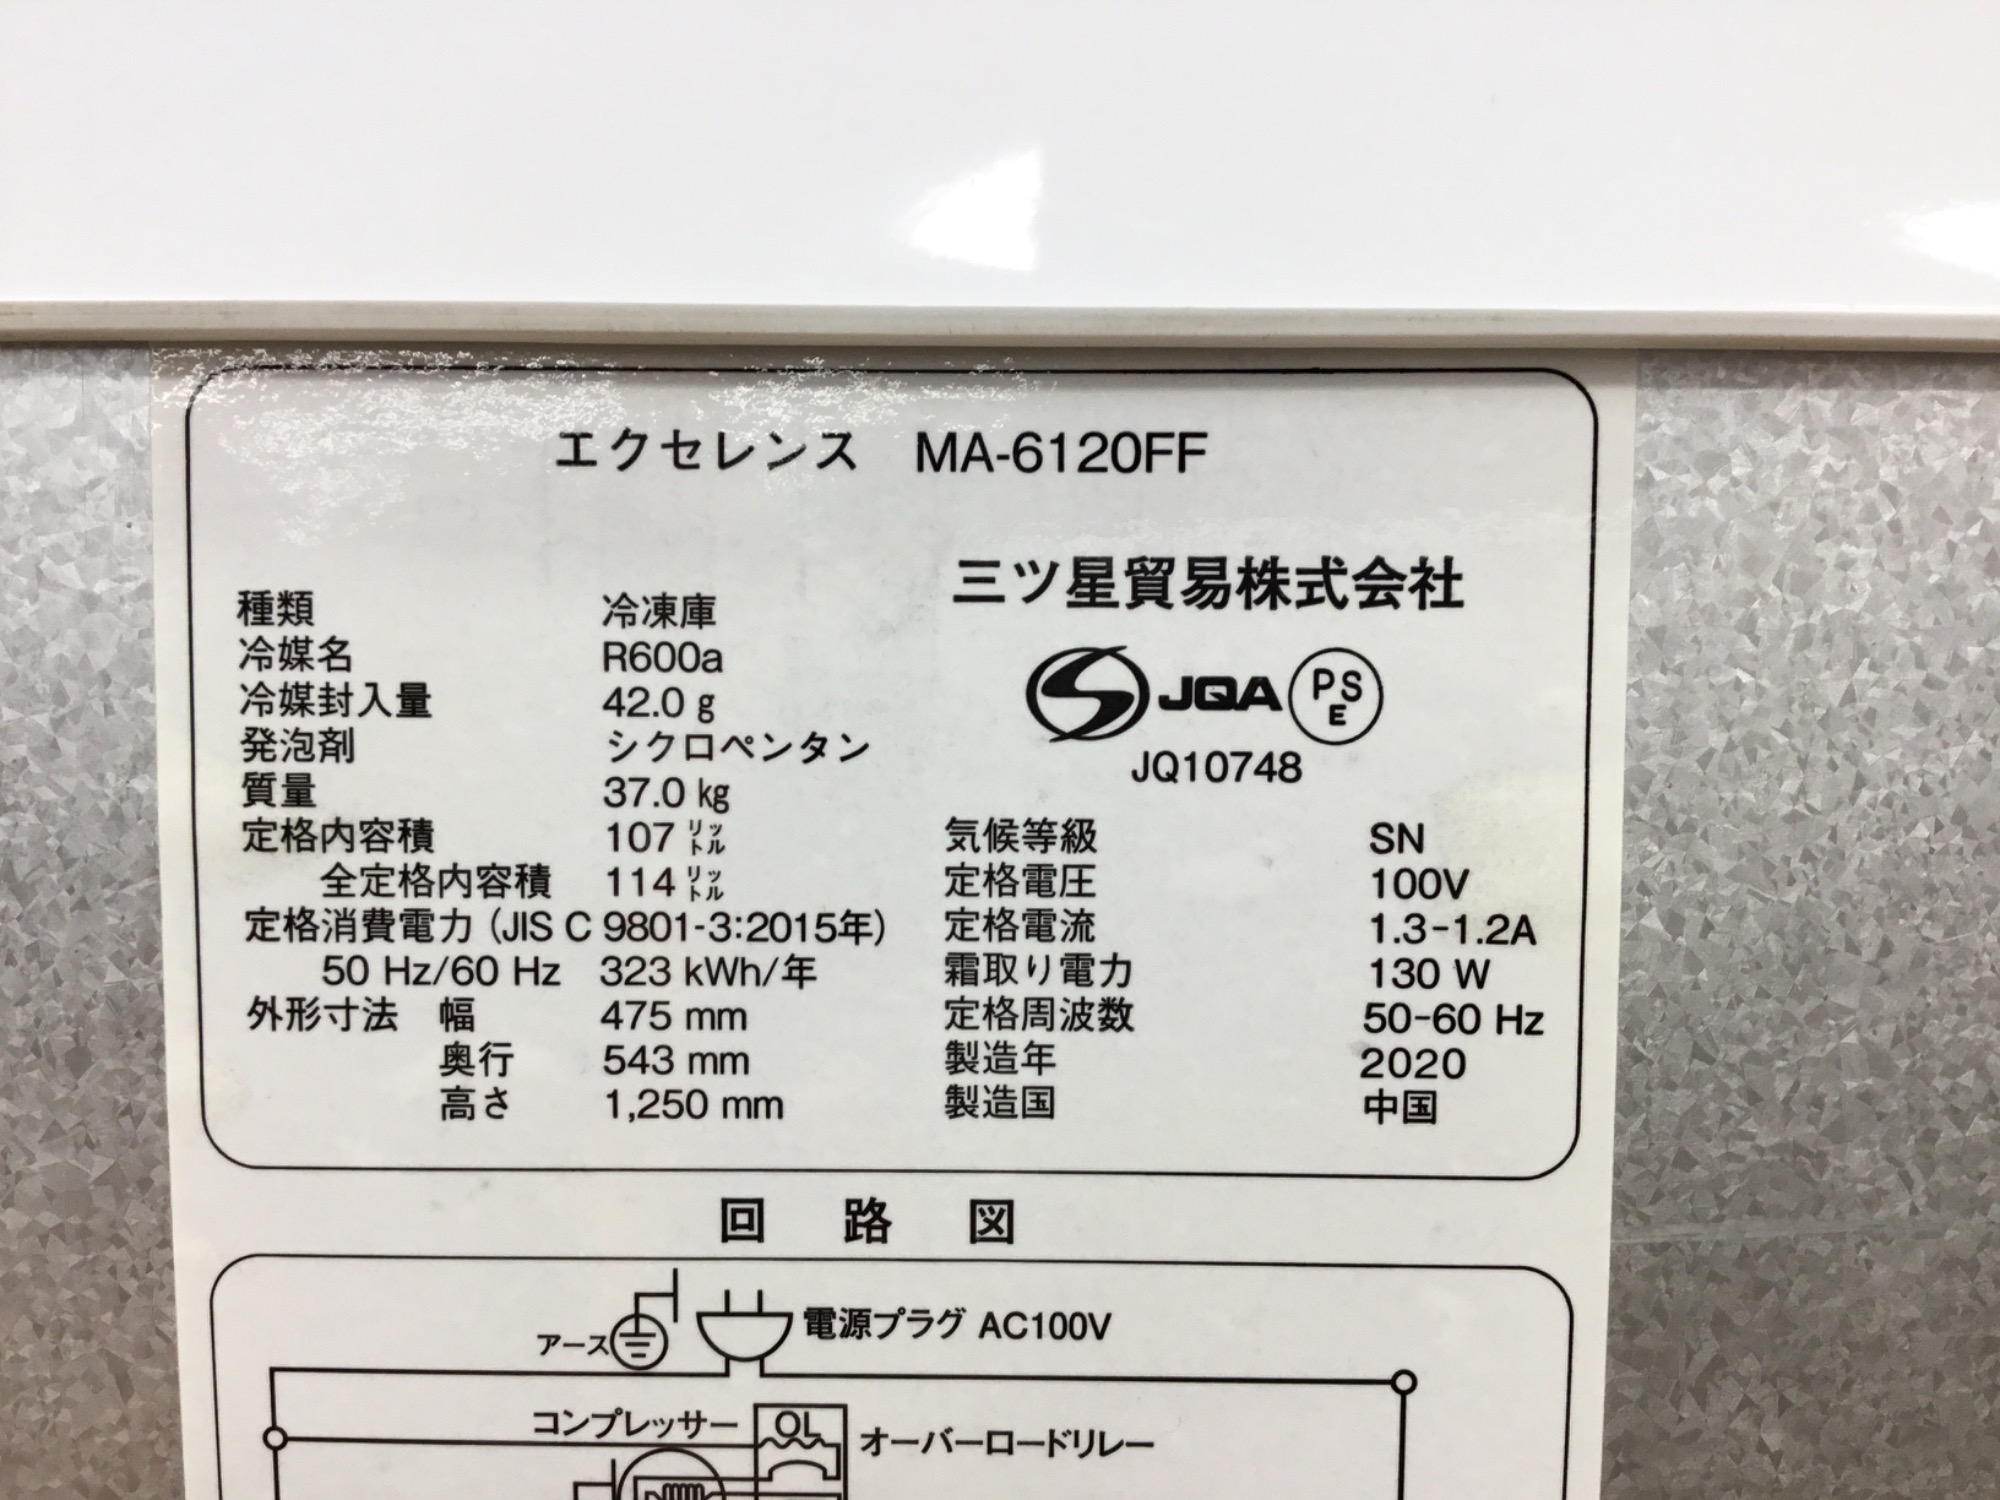 エクセレンス MA-6120FF
三ツ星貿易株式会社
種類 冷凍庫
冷媒名 R600a
冷媒封入量 42.0 g
発泡剤 シクロペンタン
質量 37.0 kg
定格内容積 107 リットル
全定格内容積 114 リットル
定格消費電力 (JIS C 9801-3:2015年)
50 Hz/60 Hz 323 kWh/年
外形寸法 幅 475 mm
奥行 543 mm
高さ 1,250 mm
JQA PSE
JQ10748
気候等級 SN
定格電圧 100V
定格電流 1.3-1.2A
霜取り電力 130 W
定格周波数 50-60 Hz
製造年 2020
製造国 中国
回路図
アース 電源プラグ AC100V
コンプレッサー OL オーバーロードリレー